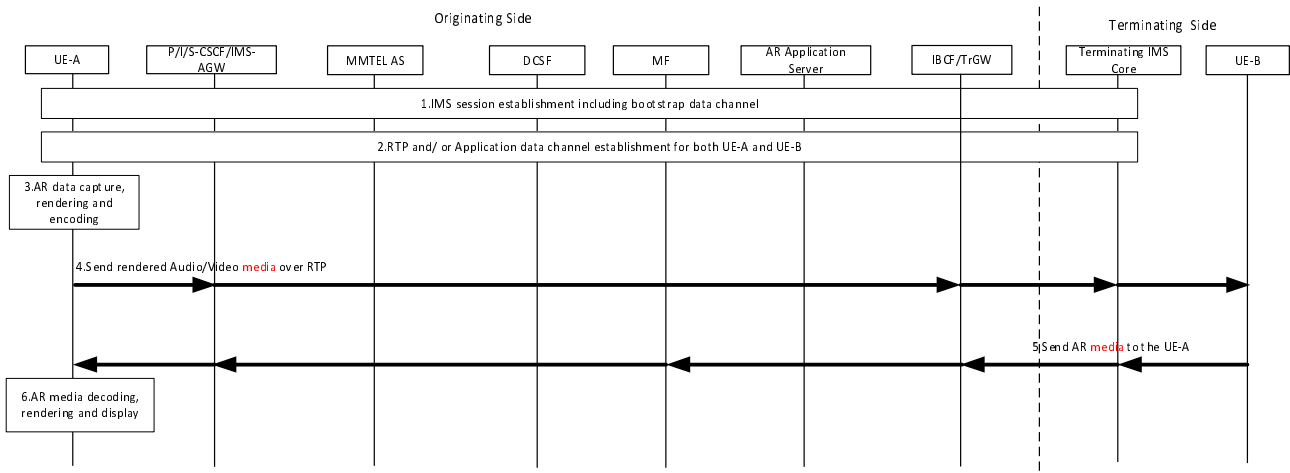 Originating Side
Terminating Side
UE-A
P/I/S-CSCF/IMS-
AGW
MMTEL AS
DCSF
MF
AR Application
Server
IBCF/TrGW
Terminating IMS
Core
UE-B
1.IMS session establishment including bootstrap data channel
2.RTP and/ or Application data channel establishment for both UE-A and UE-B
3.AR data capture,
rendering and
encoding
4.Send rendered Audio/Video media over RTP
5.Send AR media to the UE-A
6.AR media decoding,
rendering and display